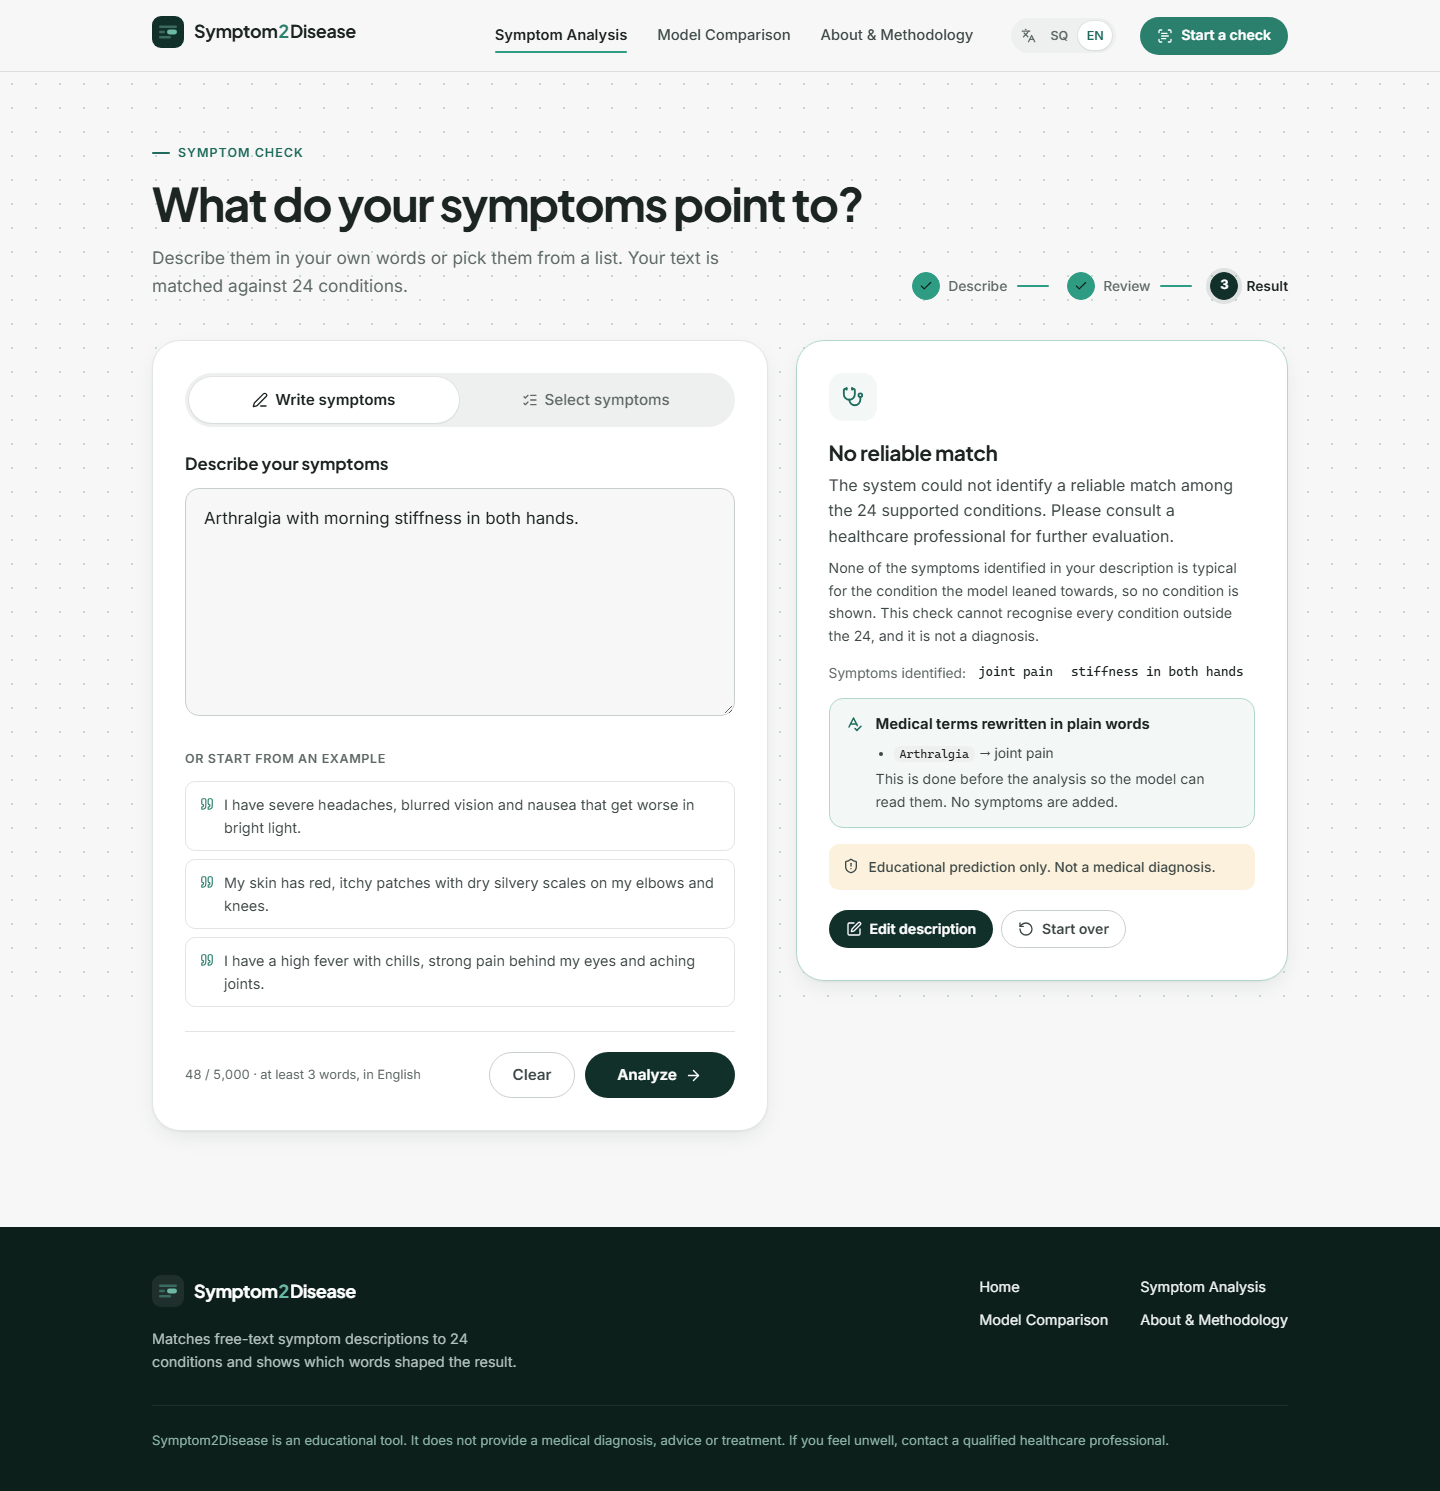 Symptom2Disease
Symptom Analysis
Model Comparison
About & Methodology
SQ
EN
Start a check
SYMPTOM CHECK
What do your symptoms point to?
Describe them in your own words or pick them from a list. Your text is
matched against 24 conditions.
Describe
Review
3
Result
Write symptoms
Select symptoms
Describe your symptoms
Arthralgia with morning stiffness in both hands.
OR START FROM AN EXAMPLE
I have severe headaches, blurred vision and nausea that get worse in
bright light.
My skin has red, itchy patches with dry silvery scales on my elbows and
knees.
I have a high fever with chills, strong pain behind my eyes and aching
joints.
48 / 5,000 · at least 3 words, in English
Clear
Analyze →
No reliable match
The system could not identify a reliable match among
the 24 supported conditions. Please consult a
healthcare professional for further evaluation.
None of the symptoms identified in your description is typical
for the condition the model leaned towards, so no condition is
shown. This check cannot recognise every condition outside
the 24, and it is not a diagnosis.
Symptoms identified: joint pain stiffness in both hands
Medical terms rewritten in plain words
• Arthralgia → joint pain
This is done before the analysis so the model can
read them. No symptoms are added.
Educational prediction only. Not a medical diagnosis.
Edit description
Start over
Symptom2Disease
Matches free-text symptom descriptions to 24
conditions and shows which words shaped the result.
Home
Symptom Analysis
Model Comparison
About & Methodology
Symptom2Disease is an educational tool. It does not provide a medical diagnosis, advice or treatment. If you feel unwell, contact a qualified healthcare professional.